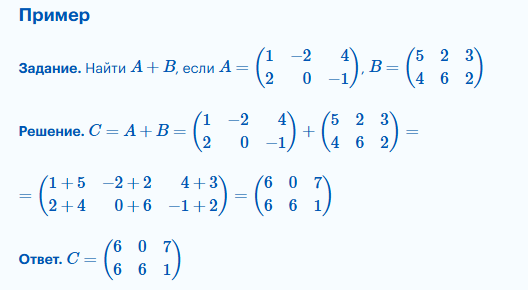 Пример
Задание. Найти A + B, если A = (1 −2 4
2 0 −1), B = (5 2 3
4 6 2)
Решение. C = A + B = (1 −2 4
2 0 −1) + (5 2 3
4 6 2) =
= (1 + 5 −2 + 2 4 + 3
2 + 4 0 + 6 −1 + 2) = (6 0 7
6 6 1)
Ответ. C = (6 0 7
6 6 1)